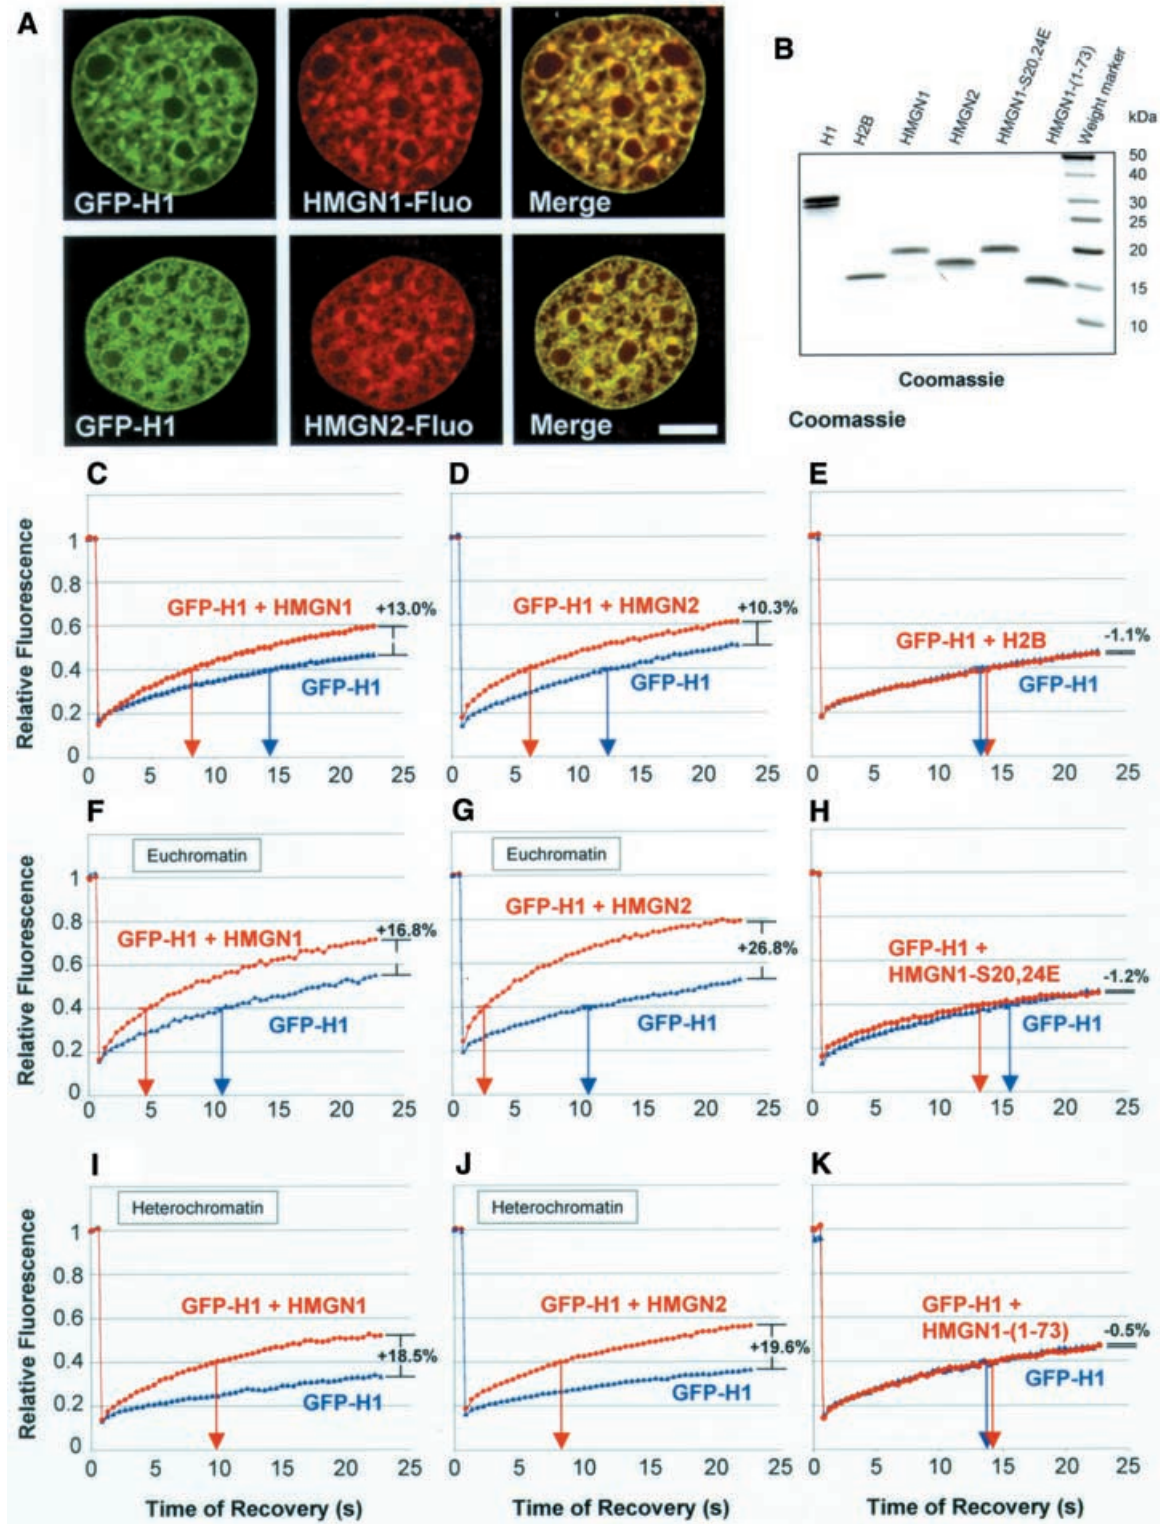 A
GFP-H1
HMGN1-Fluo
Merge
GFP-H1
HMGN2-Fluo
Merge
B
H1
H2B
HMGN1
HMGN2
HMGN1-S20,24E
HMGN1-(1-73)
Weight marker
kDa
50
40
30
25
20
15
10
Coomassie
Coomassie
C
Relative Fluorescence
1
0.8
0.6
0.4
0.2
0
GFP-H1 + HMGN1
+13.0%
GFP-H1
0 5 10 15 20 25
D
GFP-H1 + HMGN2
+10.3%
GFP-H1
0 5 10 15 20 25
E
GFP-H1 + H2B
-1.1%
GFP-H1
0 5 10 15 20 25
F
Relative Fluorescence
Euchromatin
1
0.8
0.6
0.4
0.2
0
GFP-H1 + HMGN1
+16.8%
GFP-H1
0 5 10 15 20 25
G
Euchromatin
GFP-H1 + HMGN2
+26.8%
GFP-H1
0 5 10 15 20 25
H
GFP-H1 +
HMGN1-S20,24E
-1.2%
GFP-H1
0 5 10 15 20 25
I
Relative Fluorescence
Heterochromatin
1
0.8
0.6
0.4
0.2
0
GFP-H1 + HMGN1
+18.5%
GFP-H1
0 5 10 15 20 25
Time of Recovery (s)
J
Heterochromatin
GFP-H1 + HMGN2
+19.6%
GFP-H1
0 5 10 15 20 25
Time of Recovery (s)
K
GFP-H1 +
HMGN1-(1-73)
-0.5%
GFP-H1
0 5 10 15 20 25
Time of Recovery (s)